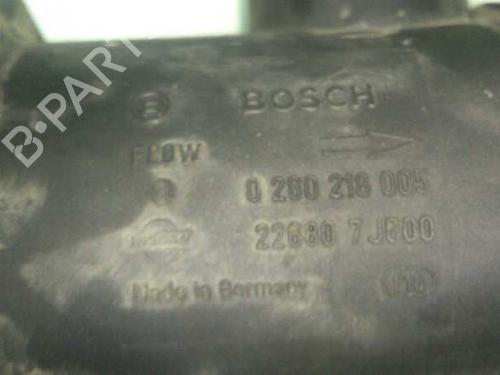 BOSCH
FLOW
0 280 218 005
22680 7J600
Made in Germany
B-PARTS